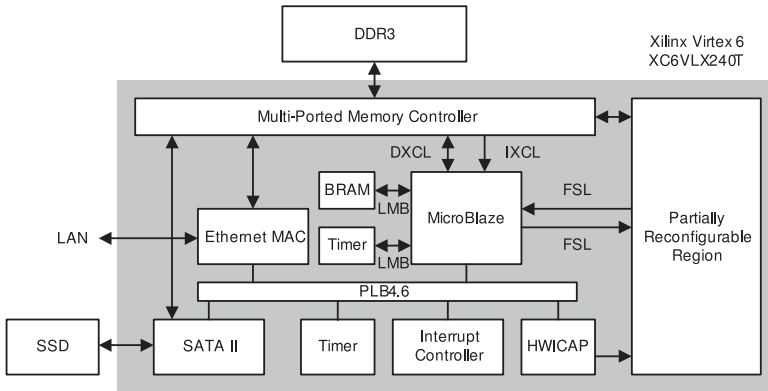 DDR3
Xilinx Virtex 6
XC6VLX240T
Multi-Ported Memory Controller
DXCL
IXCL
BRAM
LMB
MicroBlaze
FSL
FSL
Partially
Reconfigurable
Region
LAN
Ethernet MAC
Timer
LMB
PLB4.6
SSD
SATA II
Timer
Interrupt
Controller
HWICAP